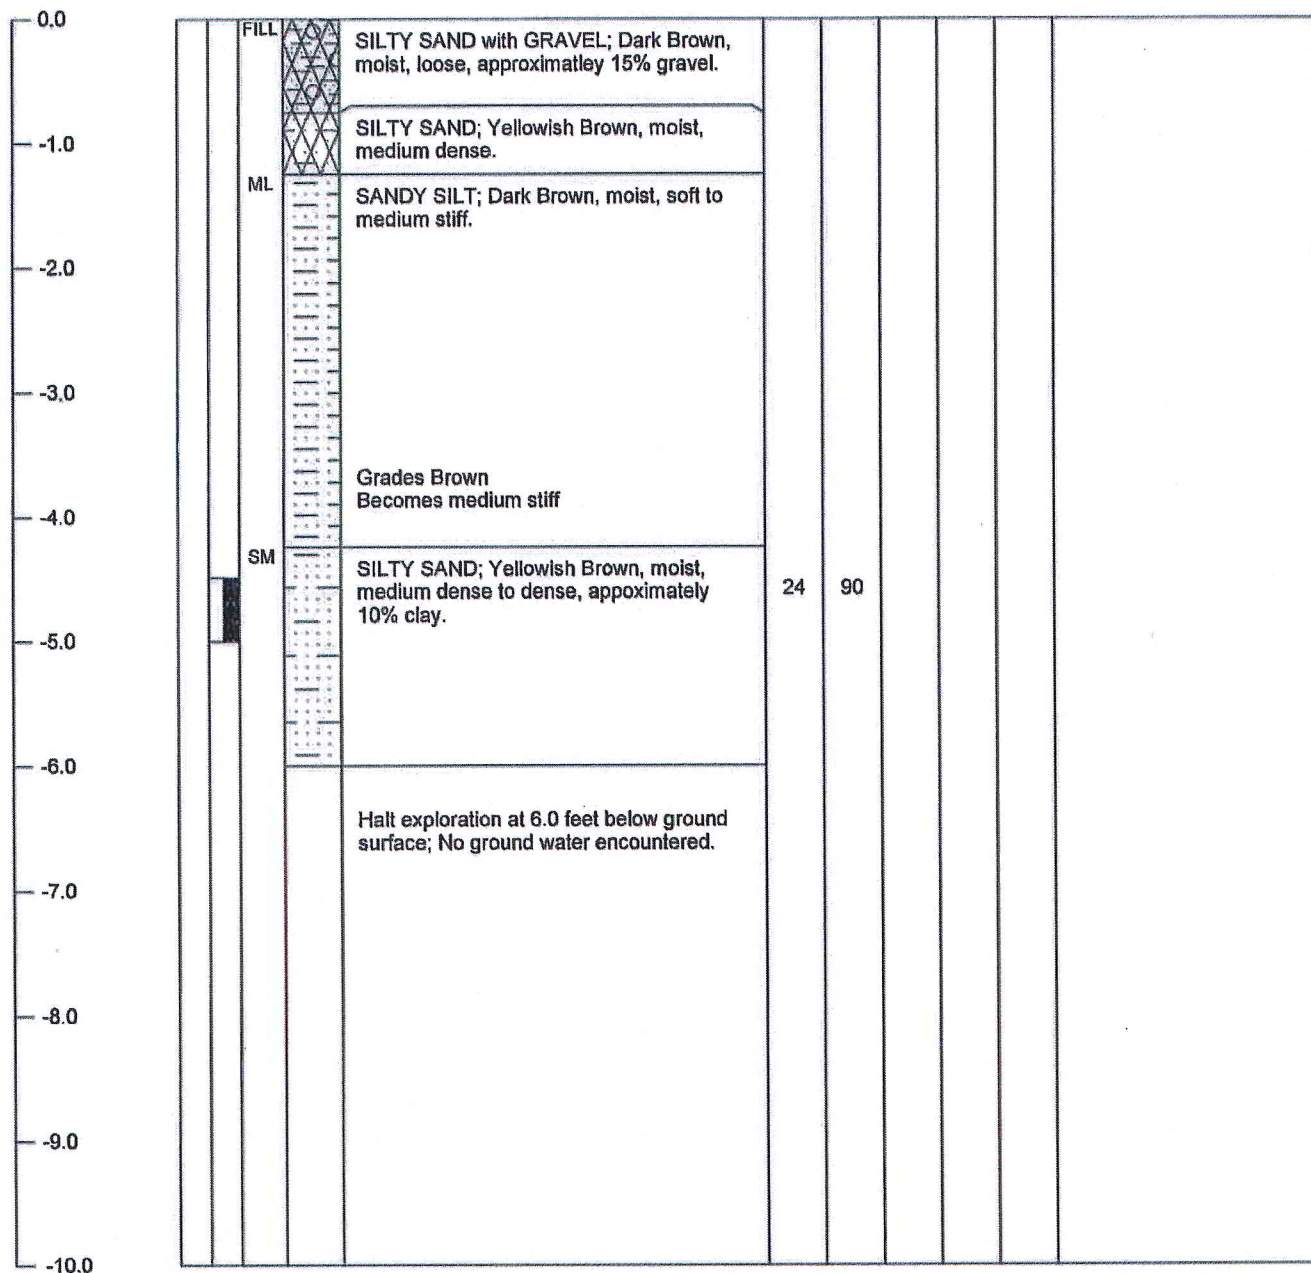 0.0
FILL
SILTY SAND with GRAVEL; Dark Brown,
moist, loose, approximatley 15% gravel.
SILTY SAND; Yellowish Brown, moist,
medium dense.
-1.0
ML
SANDY SILT; Dark Brown, moist, soft to
medium stiff.
-2.0
-3.0
Grades Brown
Becomes medium stiff
-4.0
SM
SILTY SAND; Yellowish Brown, moist,
medium dense to dense, appoximately
10% clay.
24 90
-5.0
-6.0
Halt exploration at 6.0 feet below ground
surface; No ground water encountered.
-7.0
-8.0
-9.0
-10.0